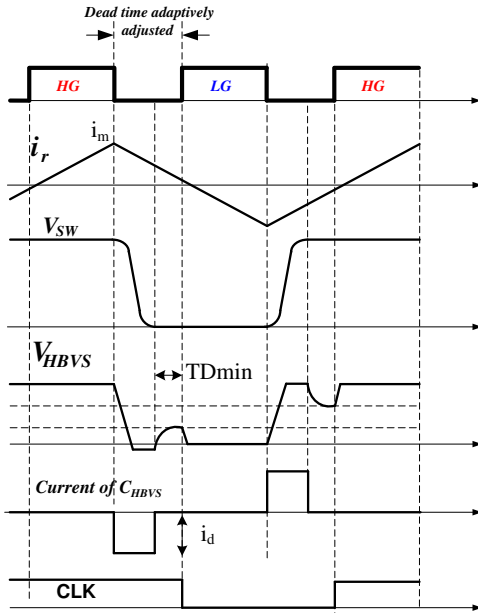 Dead time adaptively
adjusted
HG
LG
HG
i_m
i_r
V_SW
V_HBVS
TDmin
Current of C_HBVS
i_d
CLK